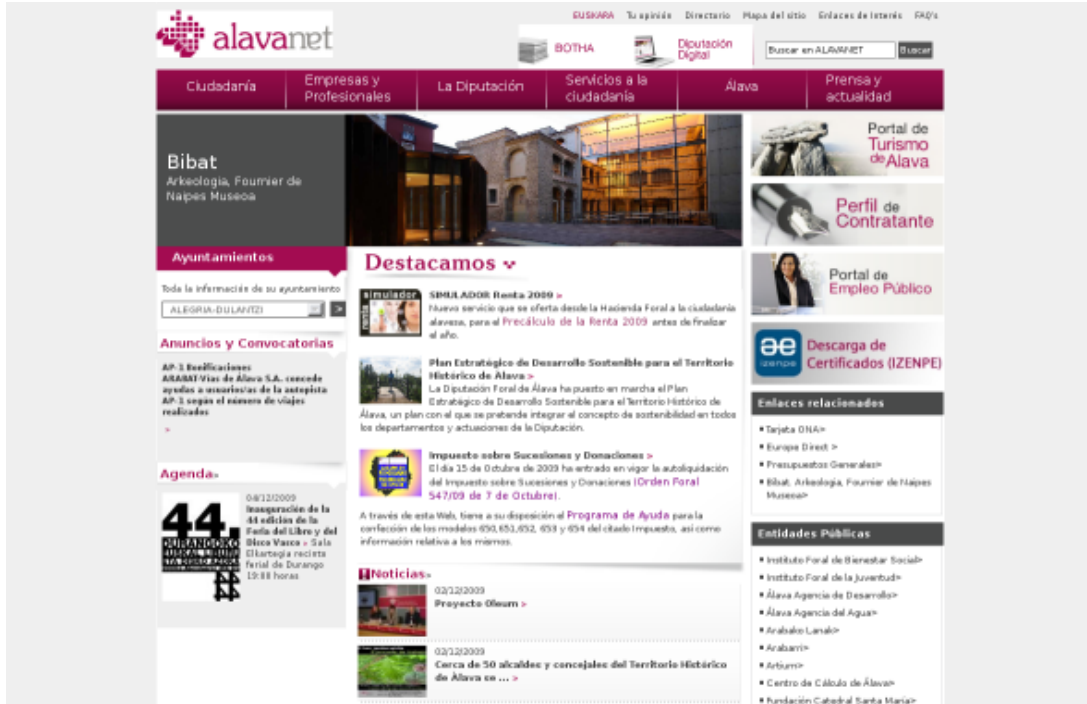 alavanet
EUSKARA Tu opinión Directorio Mapa del sitio Enlaces de Interés FAQ's
BOTHA
Diputación
Digital
Buscar en ALAVANET Buscar
Ciudadanía
Empresas y
Profesionales
La Diputación
Servicios a la
ciudadanía
Álava
Prensa y
actualidad
Bibat
Arkeologia, Fournier de
Naipes Museoa
Ayuntamientos
Toda la información de su ayuntamiento
ALEGRIA-DULANTZI >
Anuncios y Convocatorias
AP-1 Bonificaciones
ARABAT-Vías de Álava S.A. concede
ayudas a usuarios/as de la autopista
AP-1 según el número de viajes
realizados
»
Agenda»
44.
DURANGOKO
EUSKAL LIBURU
ETA DISKO AZOKA
04/12/2009
Inauguración de la
44 edición de la
Feria del Libro y del
Disco Vasco » Sala
Elkartegia recinto
ferial de Durango
19:00 horas
Destacamos
simulador
renta
SIMULADOR Renta 2009 »
Nuevo servicio que se oferta desde la Hacienda Foral a la ciudadanía
alavesa, para el Precálculo de la Renta 2009 antes de finalizar
el año.
Plan Estratégico de Desarrollo Sostenible para el Territorio
Histórico de Álava »
La Diputación Foral de Álava ha puesto en marcha el Plan
Estratégico de Desarrollo Sostenible para el Territorio Histórico de
Álava, un plan con el que se pretende integrar el concepto de sostenibilidad en todos
los departamentos y actuaciones de la Diputación.
Impuesto sobre Sucesiones y Donaciones »
El día 15 de Octubre de 2009 ha entrado en vigor la autoliquidación
del Impuesto sobre Sucesiones y Donaciones (Orden Foral
547/09 de 7 de Octubre).
A través de esta Web, tiene a su disposición el Programa de Ayuda para la
confección de los modelos 650,651,652, 653 y 654 del citado Impuesto, así como
información relativa a los mismos.
Noticias»
02/12/2009
Proyecto Oleum »
02/12/2009
Cerca de 50 alcaldes y concejales del Territorio Histórico
de Álava se ... »
Portal de
Turismo
de Alava
Perfil de
Contratante
Portal de
Empleo Público
izenpe
Descarga de
Certificados (IZENPE)
Enlaces relacionados
Tarjeta ONA»
Europe Direct »
Presupuestos Generales»
Bibat. Arkeologia, Fournier de Naipes
Museoa»
Entidades Públicas
Instituto Foral de Bienestar Social»
Instituto Foral de la Juventud»
Álava Agencia de Desarrollo»
Álava Agencia del Agua»
Arabako Lanak»
Arabarri»
Artium»
Centro de Cálculo de Álava»
Fundación Catedral Santa María»